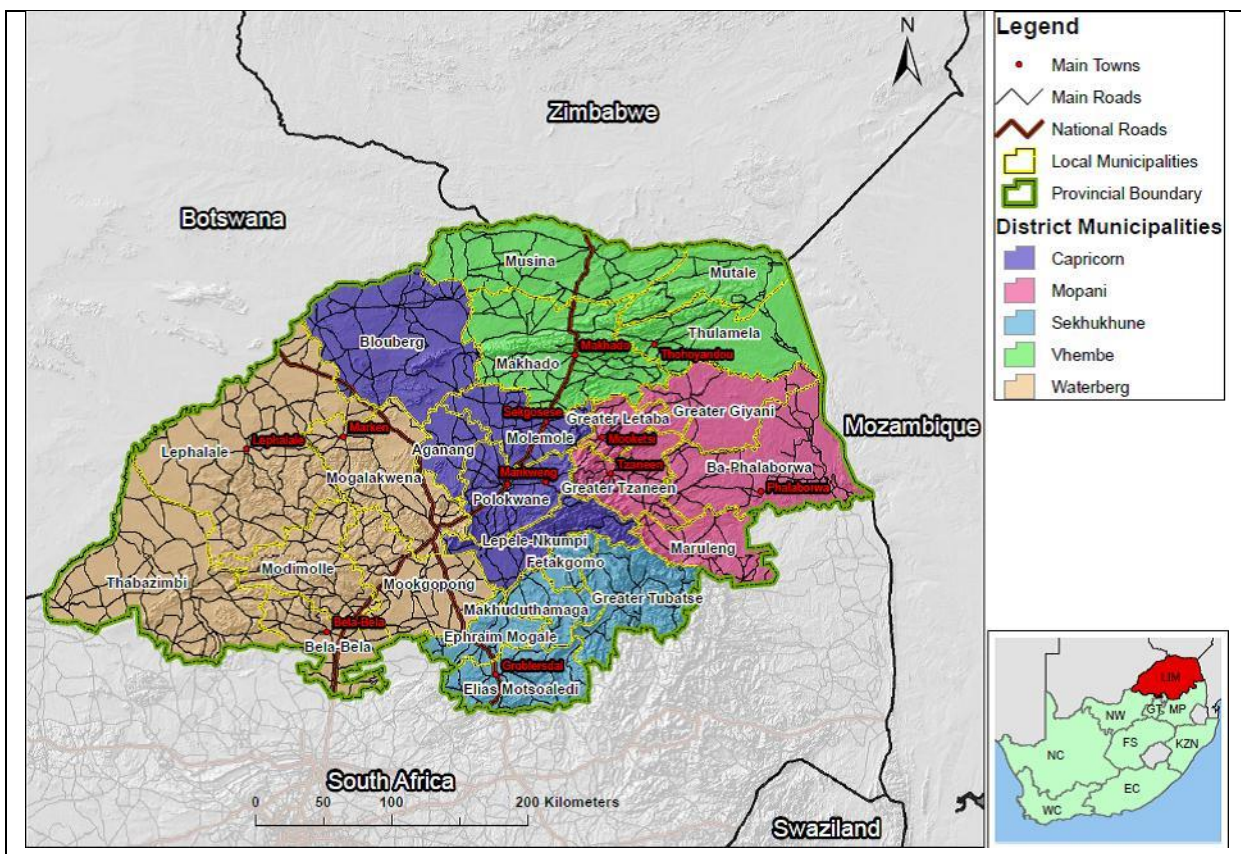 N
Zimbabwe
Botswana
Musina
Mutale
Blouberg
Thulamela
Makhado
Thohoyandou
Makhado
Sekgosese
Greater Letaba
Greater Giyani
Mozambique
Molemole
Mooketsi
Marken
Lephalale
Lephalale
Aganang
Tzaneen
Ba-Phalaborwa
Mogalakwena
Mankweng
Greater Tzaneen
Phalaborwa
Polokwane
Lepele-Nkumpi
Maruleng
Fetakgomo
Modimolle
Thabazimbi
Mookgopong
Greater Tubatse
Makhuduthamaga
Bela-Bela
Ephraim Mogale
Bela-Bela
Groblersdal
Elias Motsoaledi
South Africa
0 50 100 200 Kilometers
Swaziland
Legend
Main Towns
Main Roads
National Roads
Local Municipalities
Provincial Boundary
District Municipalities
Capricorn
Mopani
Sekhukhune
Vhembe
Waterberg
LIM
NW
GT
MP
NC
FS
KZN
EC
WC